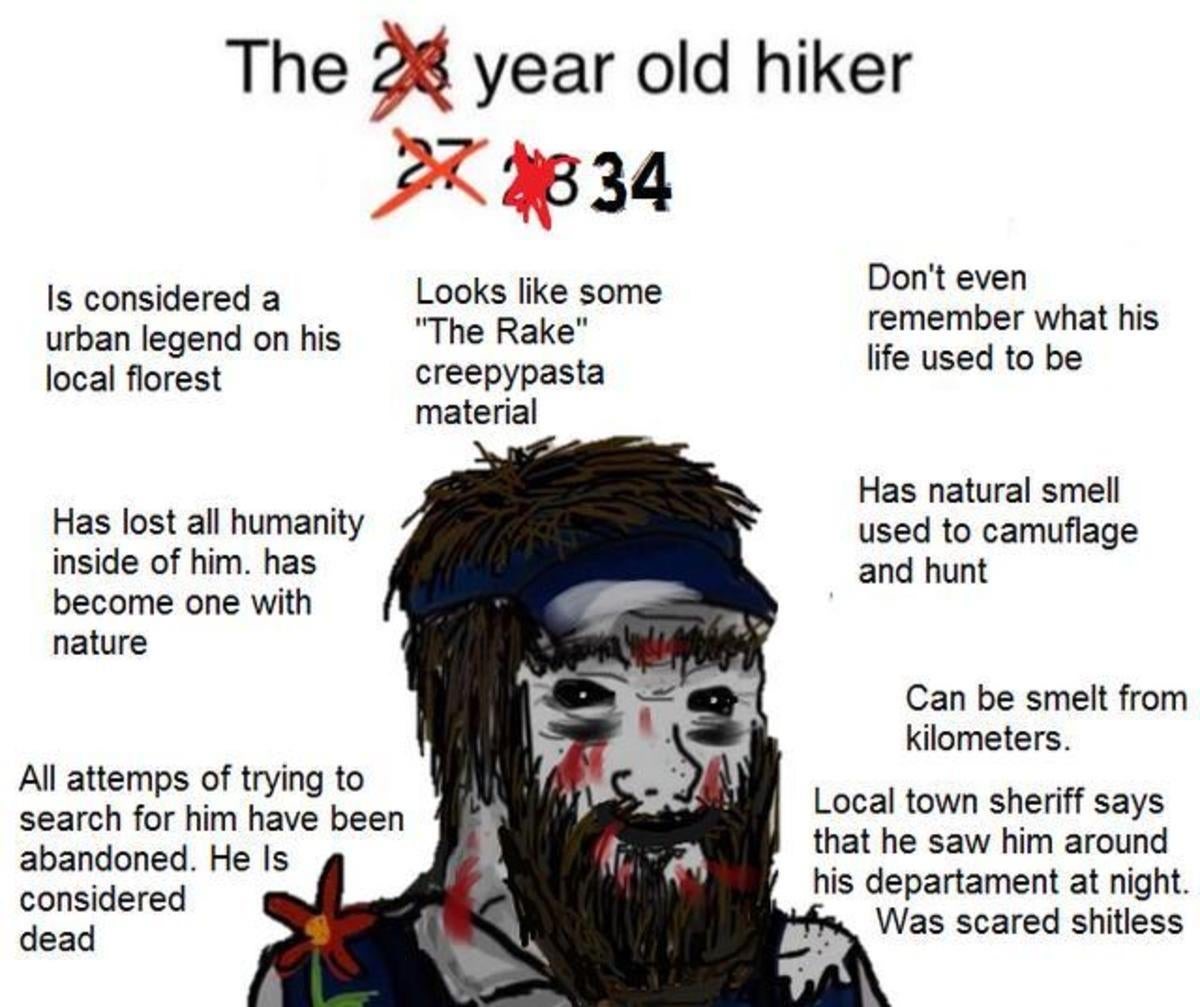 The 23 year old hiker
27 28 34
Is considered a
urban legend on his
local florest
Looks like some
"The Rake"
creepypasta
material
Don't even
remember what his
life used to be
Has lost all humanity
inside of him. has
become one with
nature
Has natural smell
used to camuflage
and hunt
Can be smelt from
kilometers.
All attemps of trying to
search for him have been
abandoned. He Is
considered
dead
Local town sheriff says
that he saw him around
his departament at night.
Was scared shitless